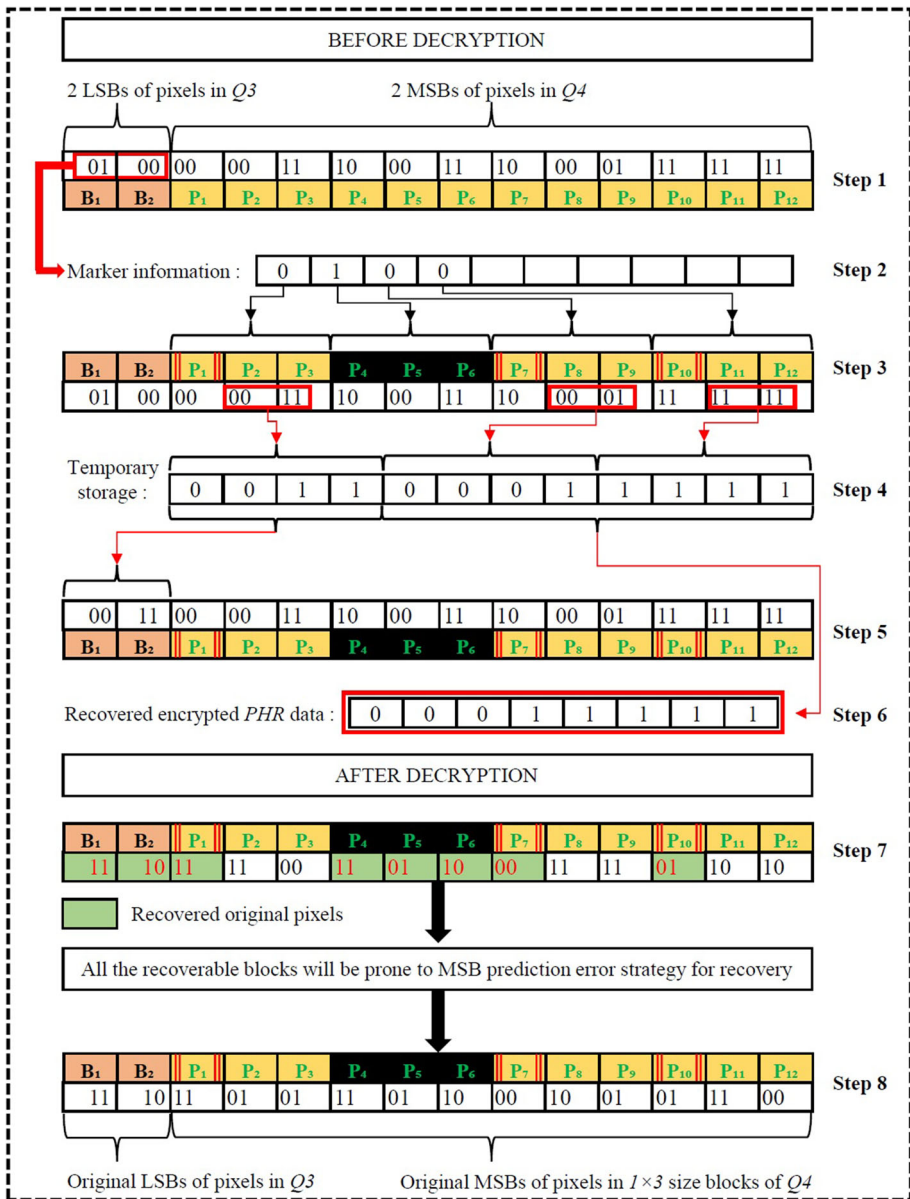 BEFORE DECRYPTION
2 LSBs of pixels in Q3 2 MSBs of pixels in Q4
01 00 00 00 11 10 00 11 10 00 01 11 11 11
B₁ B₂ P₁ P₂ P₃ P₄ P₅ P₆ P₇ P₈ P₉ P₁₀ P₁₁ P₁₂
Step 1
Marker information : 0 1 0 0 Step 2
B₁ B₂ P₁ P₂ P₃ P₄ P₅ P₆ P₇ P₈ P₉ P₁₀ P₁₁ P₁₂
Step 3
01 00 00 00 11 10 00 11 10 00 01 11 11 11
Temporary
storage :
0 0 1 1 0 0 0 1 1 1 1 1 Step 4
00 11 00 00 11 10 00 11 10 00 01 11 11 11
Step 5
B₁ B₂ P₁ P₂ P₃ P₄ P₅ P₆ P₇ P₈ P₉ P₁₀ P₁₁ P₁₂
Recovered encrypted PHR data : 0 0 0 1 1 1 1 1 Step 6
AFTER DECRYPTION
B₁ B₂ P₁ P₂ P₃ P₄ P₅ P₆ P₇ P₈ P₉ P₁₀ P₁₁ P₁₂
Step 7
11 10 11 11 00 11 01 10 00 11 11 01 10 10
Recovered original pixels
All the recoverable blocks will be prone to MSB prediction error strategy for recovery
B₁ B₂ P₁ P₂ P₃ P₄ P₅ P₆ P₇ P₈ P₉ P₁₀ P₁₁ P₁₂
Step 8
11 10 11 01 01 11 01 10 00 10 01 01 11 00
Original LSBs of pixels in Q3 Original MSBs of pixels in 1×3 size blocks of Q4